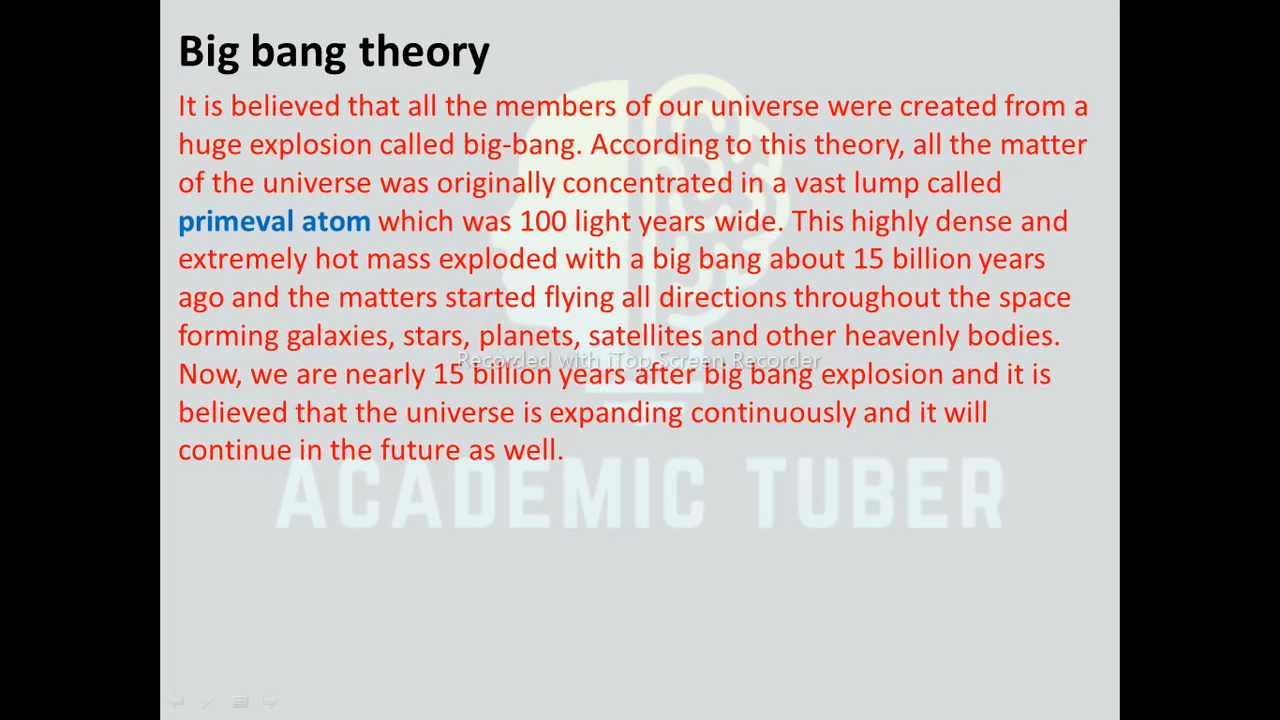 Big bang theory
It is believed that all the members of our universe were created from a
huge explosion called big-bang. According to this theory, all the matter
of the universe was originally concentrated in a vast lump called
primeval atom which was 100 light years wide. This highly dense and
extremely hot mass exploded with a big bang about 15 billion years
ago and the matters started flying all directions throughout the space
forming galaxies, stars, planets, satellites and other heavenly bodies.
Recorded with iTop Screen Recorder
Now, we are nearly 15 billion years after big bang explosion and it is
believed that the universe is expanding continuously and it will
continue in the future as well.
ACADEMIC TUBER